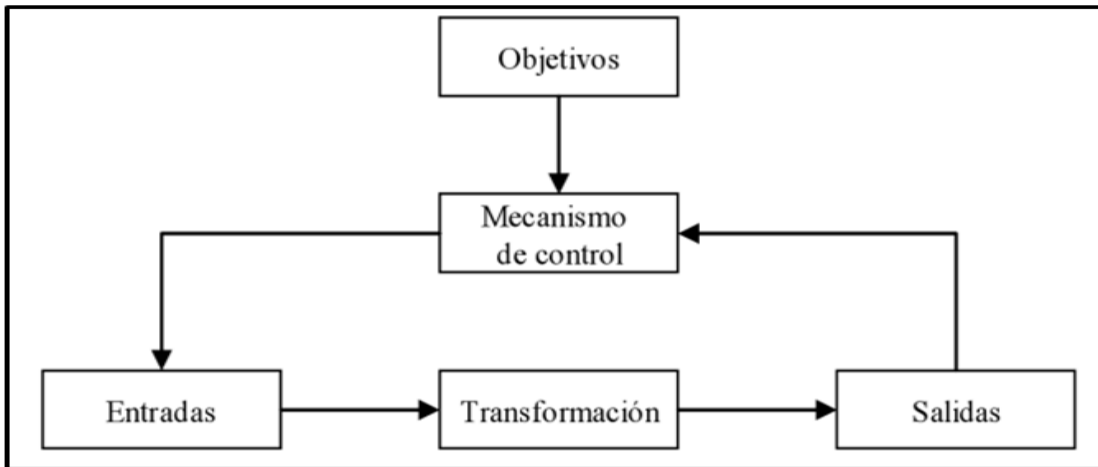 Objetivos
Mecanismo
de control
Entradas
Transformación
Salidas